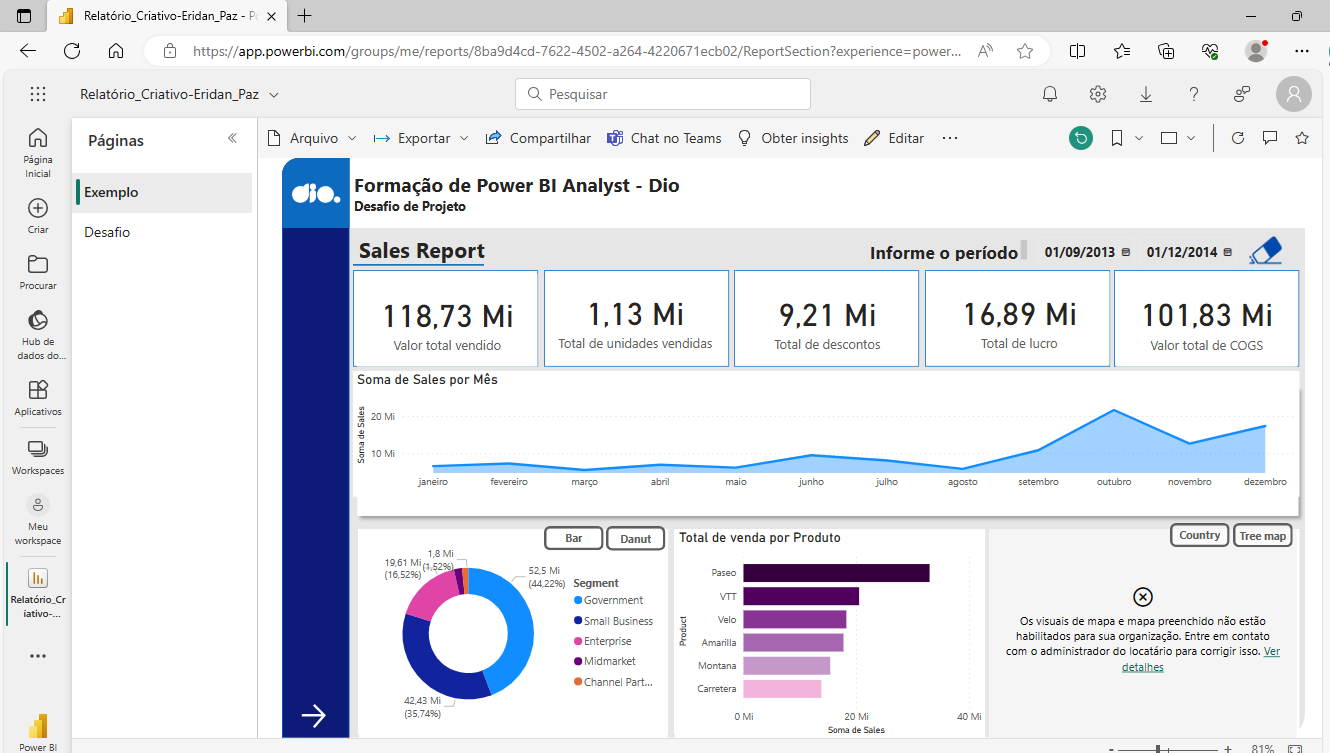 Relatório_Criativo-Eridan_Paz - Po
https://app.powerbi.com/groups/me/reports/8ba9d4cd-7622-4502-a264-4220671ecb02/ReportSection?experience=power...
Relatório_Criativo-Eridan_Paz
Pesquisar
Página
Inicial
Criar
Procurar
Hub de
dados do...
Aplicativos
Workspaces
Meu
workspace
Relatório_Cr
iativo-...
Power BI
Páginas
Exemplo
Desafio
Arquivo
Exportar
Compartilhar
Chat no Teams
Obter insights
Editar
dio.
Formação de Power BI Analyst - Dio
Desafio de Projeto
Sales Report
Informe o período
01/09/2013
01/12/2014
118,73 Mi
Valor total vendido
1,13 Mi
Total de unidades vendidas
9,21 Mi
Total de descontos
16,89 Mi
Total de lucro
101,83 Mi
Valor total de COGS
Soma de Sales por Mês
Soma de Sales
20 Mi
10 Mi
janeiro fevereiro março abril maio junho julho agosto setembro outubro novembro dezembro
Bar
Danut
1,8 Mi
(1,52%)
19,61 Mi
(16,52%)
52,5 Mi
(44,22%)
42,43 Mi
(35,74%)
Segment
Government
Small Business
Enterprise
Midmarket
Channel Part...
Total de venda por Produto
Product
Paseo
VTT
Velo
Amarilla
Montana
Carretera
0 Mi 20 Mi 40 Mi
Soma de Sales
Country
Tree map
Os visuais de mapa e mapa preenchido não estão
habilitados para sua organização. Entre em contato
com o administrador do locatário para corrigir isso. Ver
detalhes
81%